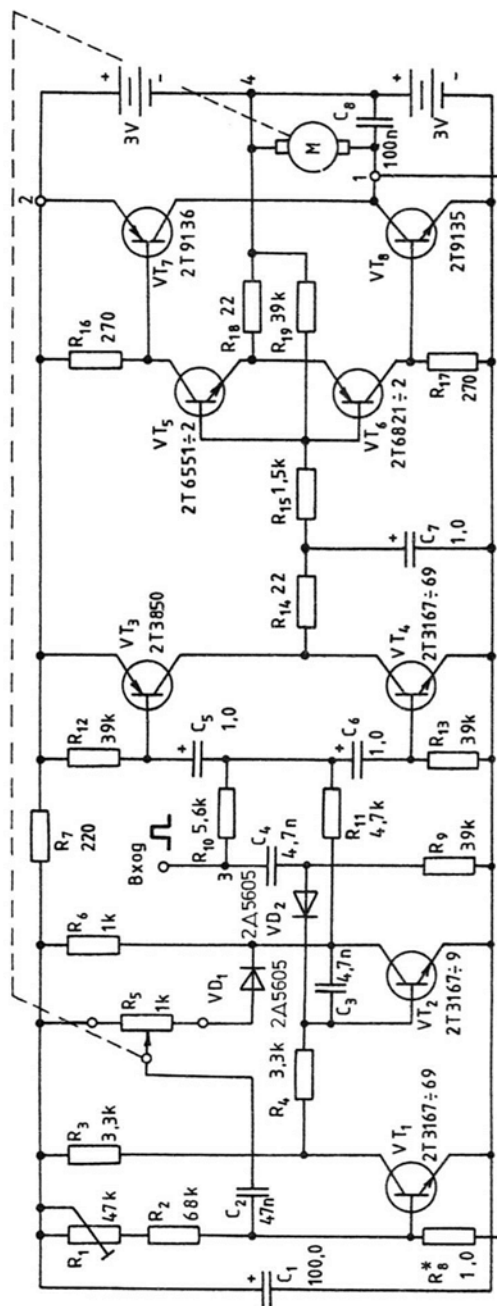 R1
47k
R2
68k
C1
100,0
R8*
1,0
C2
47n
R3
3,3k
VT1
2T3167÷69
R4
3,3k
R5
1k
VD1
2Δ5605
R6
1k
C3
4,7n
VT2
2T3167÷9
VD2
2Δ5605
R7
220
Вход
3
R10
5,6k
C4
4,7n
R11
4,7k
R9
39k
R12
39k
C5
+
1,0
C6
+
1,0
R13
39k
VT3
2T3850
VT4
2T3167÷69
R14
22
C7
+
1,0
R15
1,5k
VT5
2T6551÷2
VT6
2T6821÷2
R16
270
R17
270
R18
22
R19
39k
VT7
2T9136
VT8
2T9135
2
1
4
M
C8
100n
+
-
3V
+
-
3V
+